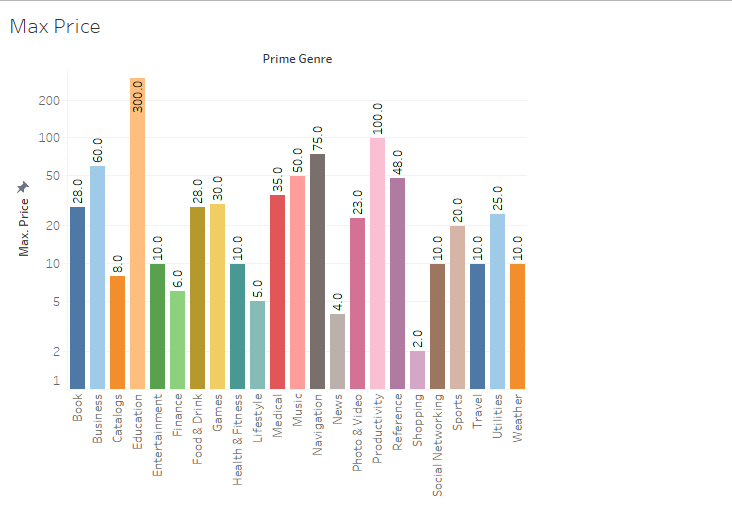 Max Price
Prime Genre
Max. Price
200
100
50
20
10
5
2
1
28.0
60.0
8.0
300.0
10.0
6.0
28.0
30.0
10.0
5.0
35.0
50.0
75.0
4.0
23.0
100.0
48.0
2.0
10.0
20.0
10.0
25.0
10.0
Book
Business
Catalogs
Education
Entertainment
Finance
Food & Drink
Games
Health & Fitness
Lifestyle
Medical
Music
Navigation
News
Photo & Video
Productivity
Reference
Shopping
Social Networking
Sports
Travel
Utilities
Weather